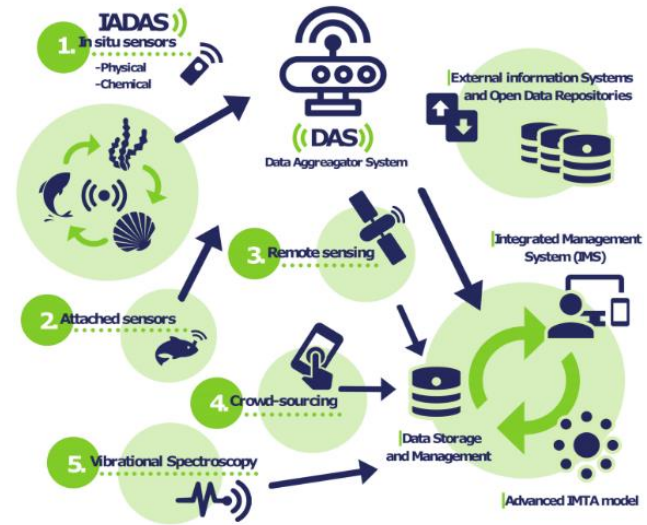 IADAS
1. In situ sensors
-Physical
-Chemical
DAS
Data Aggreagator System
External information Systems
and Open Data Repositories
3. Remote sensing
Integrated Management
System (IMS)
2. Attached sensors
4. Crowd-sourcing
Data Storage
and Management
5. Vibrational Spectroscopy
Advanced IMTA model